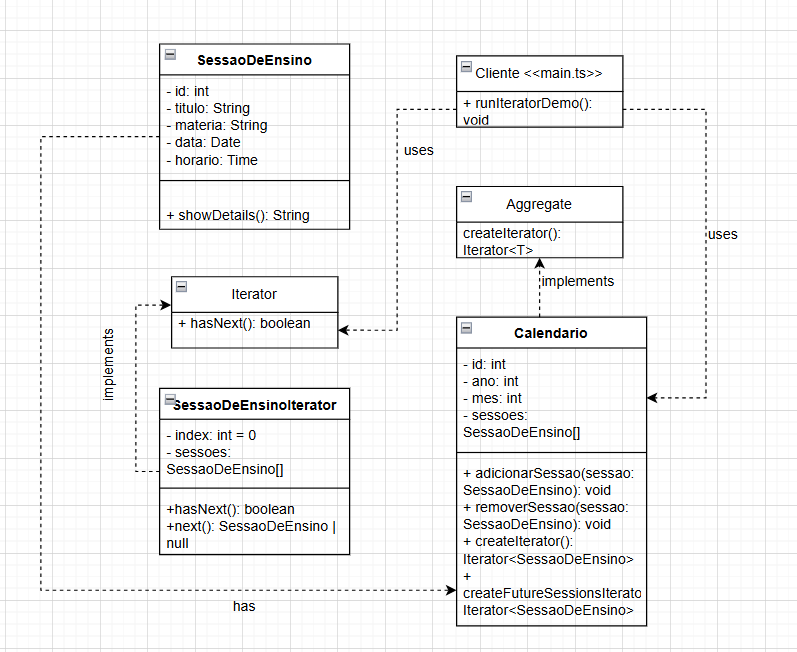 SessaoDeEnsino
- id: int
- titulo: String
- materia: String
- data: Date
- horario: Time
+ showDetails(): String
Cliente <<main.ts>>
+ runIteratorDemo():
void
uses
Aggregate
createIterator():
Iterator<T>
uses
implements
Iterator
+ hasNext(): boolean
implements
SessaoDeEnsinoIterator
- index: int = 0
- sessoes:
SessaoDeEnsino[]
+hasNext(): boolean
+next(): SessaoDeEnsino |
null
Calendario
- id: int
- ano: int
- mes: int
- sessoes:
SessaoDeEnsino[]
+ adicionarSessao(sessao:
SessaoDeEnsino): void
+ removerSessao(sessao:
SessaoDeEnsino): void
+ createIterator():
Iterator<SessaoDeEnsino>
+
createFutureSessionsIterato
Iterator<SessaoDeEnsino>
has